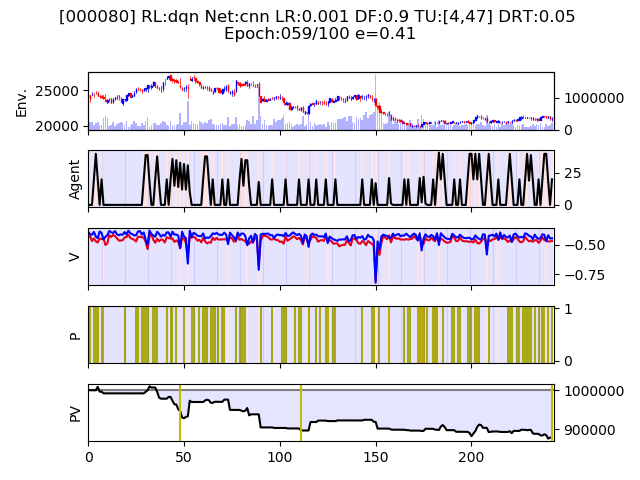 [000080] RL:dqn Net:cnn LR:0.001 DF:0.9 TU:[4,47] DRT:0.05
Epoch:059/100 e=0.41
Env.
25000
20000
1000000
0
Agent
25
0
V
−0.50
−0.75
P
1
0
PV
1000000
900000
0
50
100
150
200